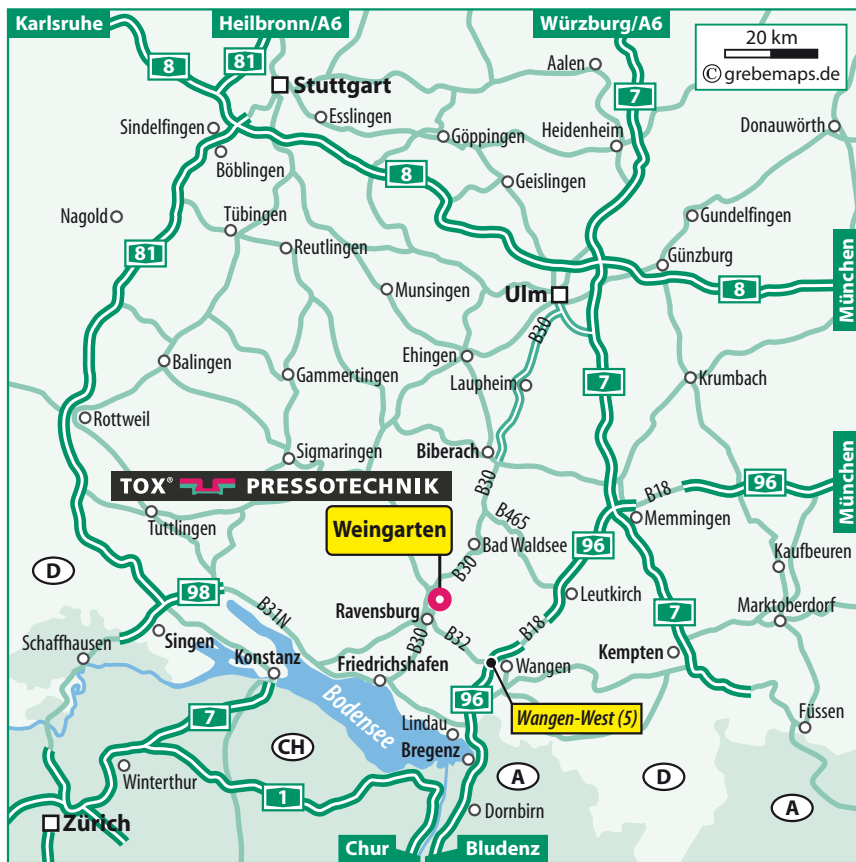 Karlsruhe
Heilbronn/A6
Würzburg/A6
20 km
© grebemaps.de
8
81
7
Aalen
Stuttgart
Esslingen
Sindelfingen
Göppingen
Heidenheim
Donauwörth
Böblingen
8
Geislingen
Nagold
Tübingen
Gundelfingen
81
Reutlingen
Günzburg
München
Munsingen
Ulm
8
B30
Ehingen
Balingen
Gammertingen
Laupheim
7
Krumbach
Rottweil
Biberach
Sigmaringen
TOX® PRESSOTECHNIK
B30
B18
96
München
Tuttlingen
B465
Memmingen
Weingarten
Bad Waldsee
96
Kaufbeuren
D
B30
98
B31N
Leutkirch
Ravensburg
7
Marktoberdorf
Schaffhausen
Singen
B30
B32
B18
Konstanz
Friedrichshafen
Wangen
Kempten
7
Bodensee
96
Wangen-West (5)
Füssen
Lindau
CH
Bregenz
Winterthur
A
D
1
A
Zürich
Dornbirn
Chur
Bludenz